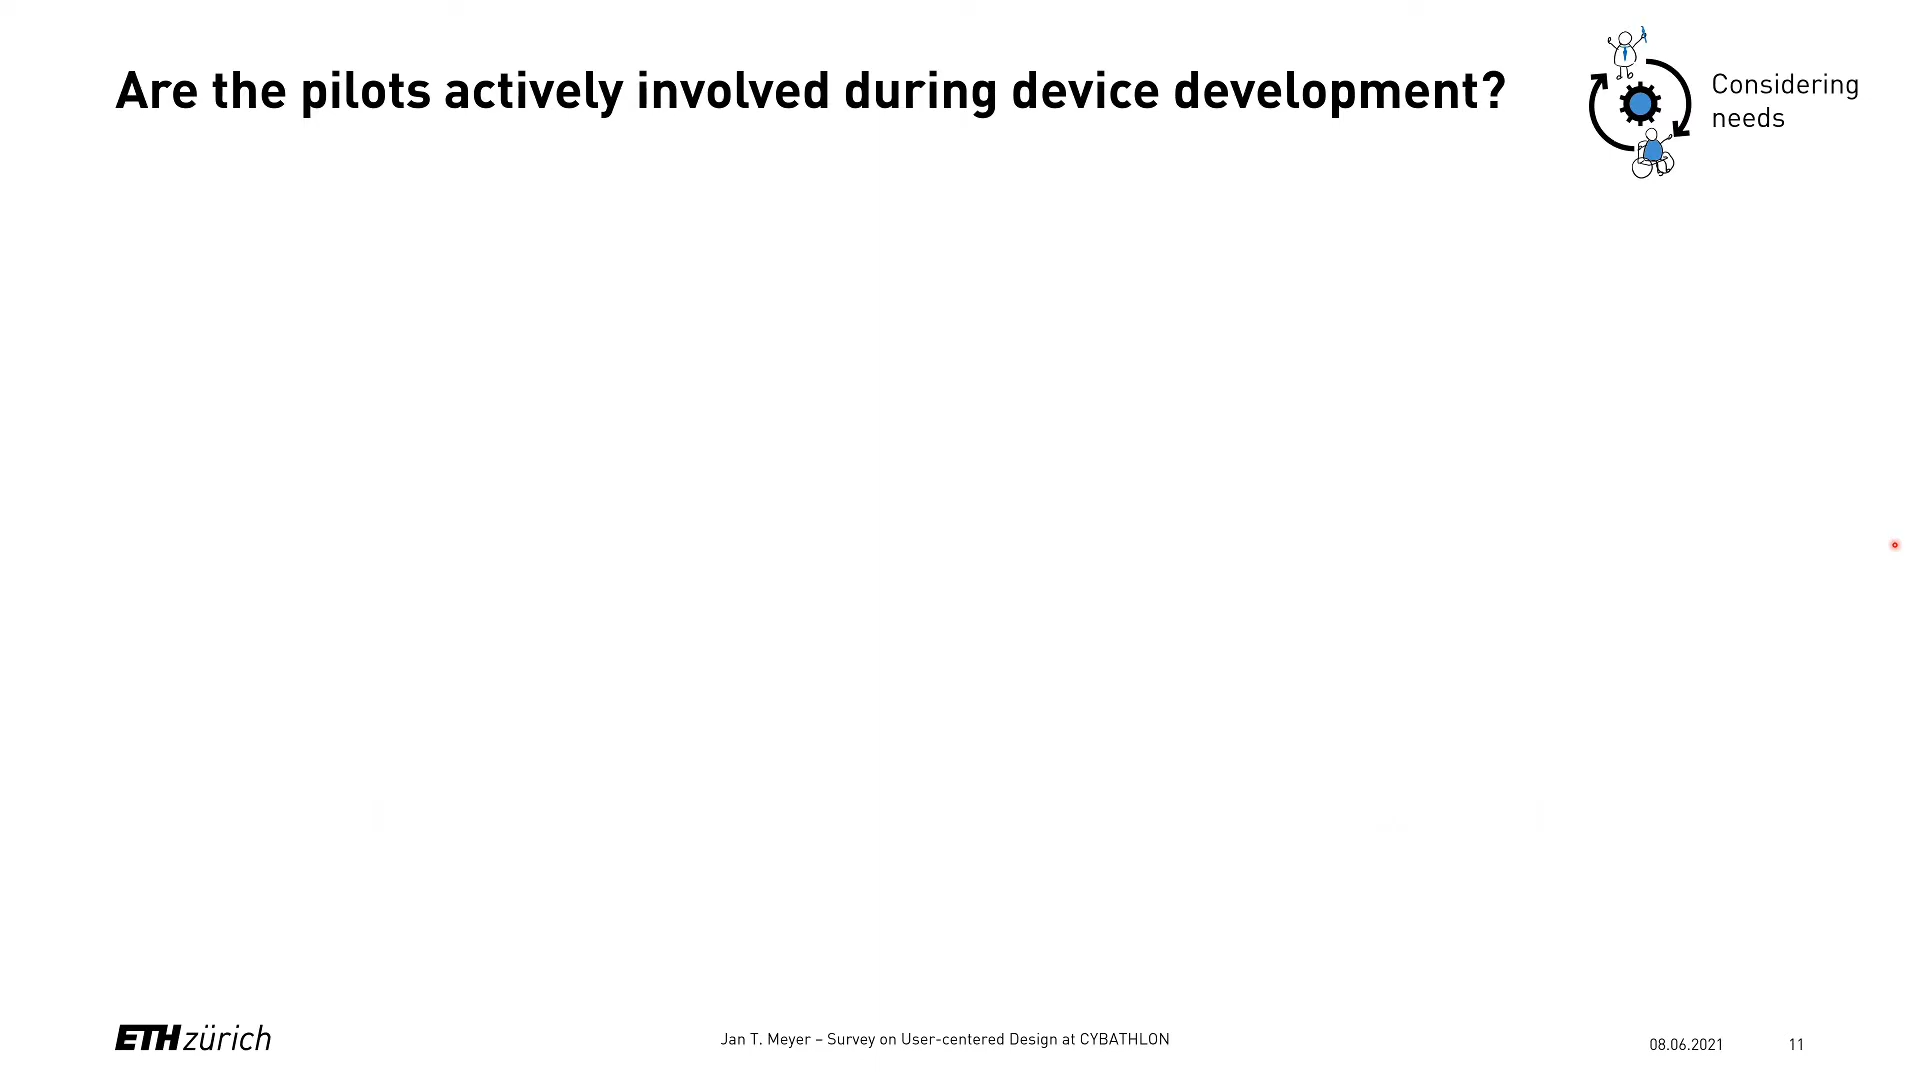 Are the pilots actively involved during device development?
Considering
needs
ETH zürich
Jan T. Meyer – Survey on User-centered Design at CYBATHLON
08.06.2021
11